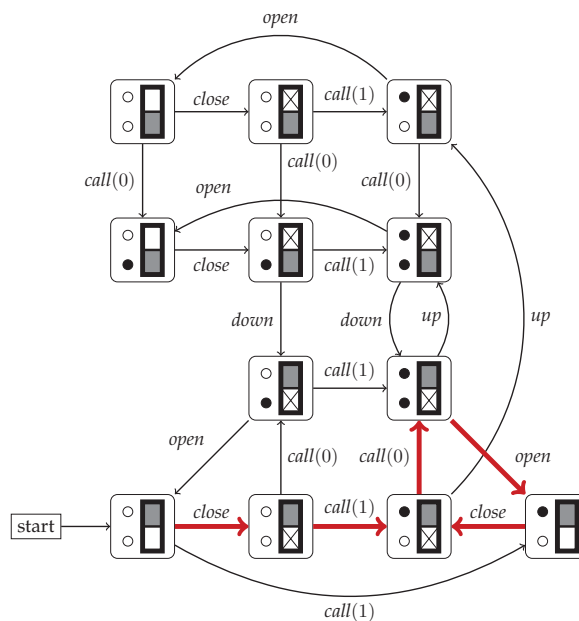 open
close
call(1)
call(0)
call(0)
call(0)
open
close
call(1)
down
down
up
up
call(1)
open
call(0)
call(0)
open
start
close
call(1)
close
call(1)